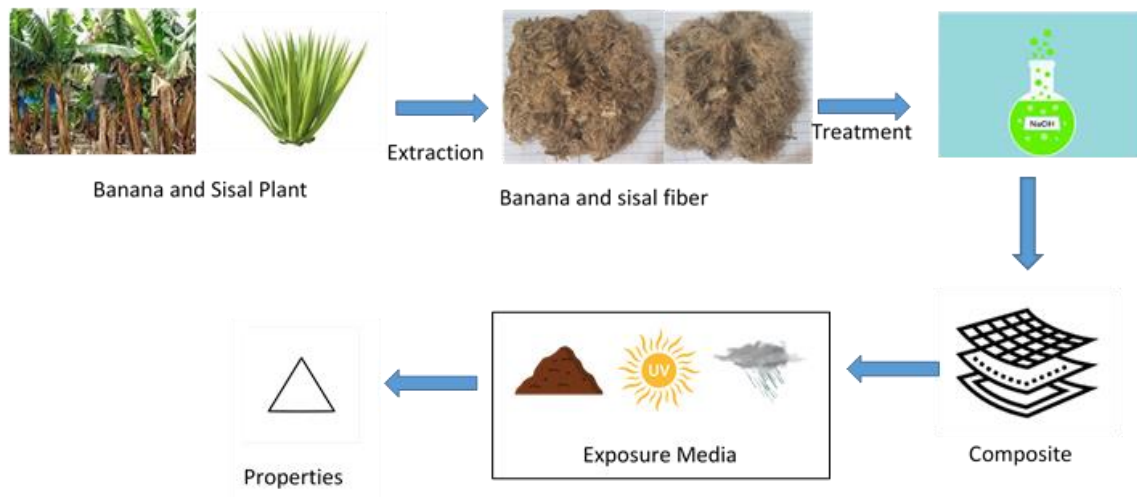 Extraction
Treatment
NaOH
Banana and Sisal Plant
Banana and sisal fiber
UV
Exposure Media
Composite
Properties